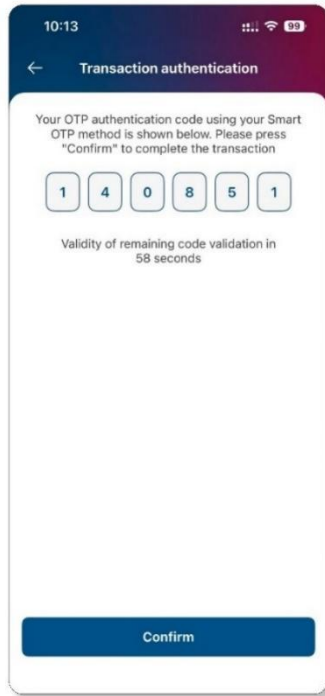 10:13
99
Transaction authentication
Your OTP authentication code using your Smart
OTP method is shown below. Please press
"Confirm" to complete the transaction
1 4 0 8 5 1
Validity of remaining code validation in
58 seconds
Confirm